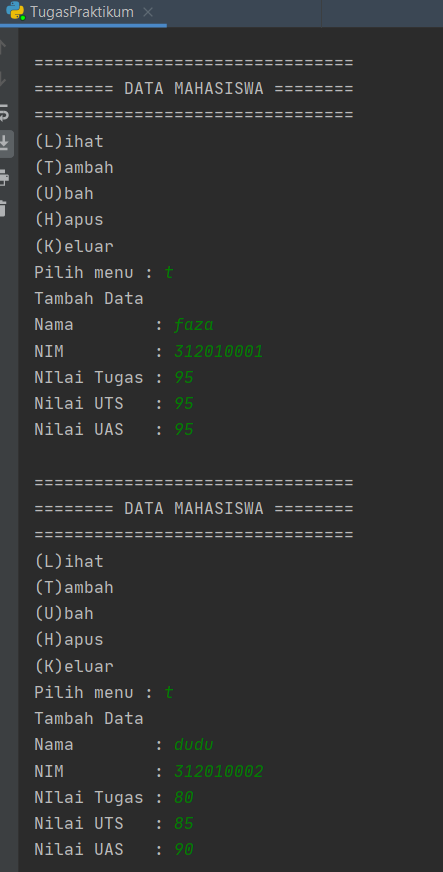 TugasPraktikum
================================
======== DATA MAHASISWA ========
================================
(L)ihat
(T)ambah
(U)bah
(H)apus
(K)eluar
Pilih menu : t
Tambah Data
Nama        : faza
NIM         : 312010001
NIlai Tugas : 95
Nilai UTS   : 95
Nilai UAS   : 95
================================
======== DATA MAHASISWA ========
================================
(L)ihat
(T)ambah
(U)bah
(H)apus
(K)eluar
Pilih menu : t
Tambah Data
Nama        : dudu
NIM         : 312010002
NIlai Tugas : 80
Nilai UTS   : 85
Nilai UAS   : 90